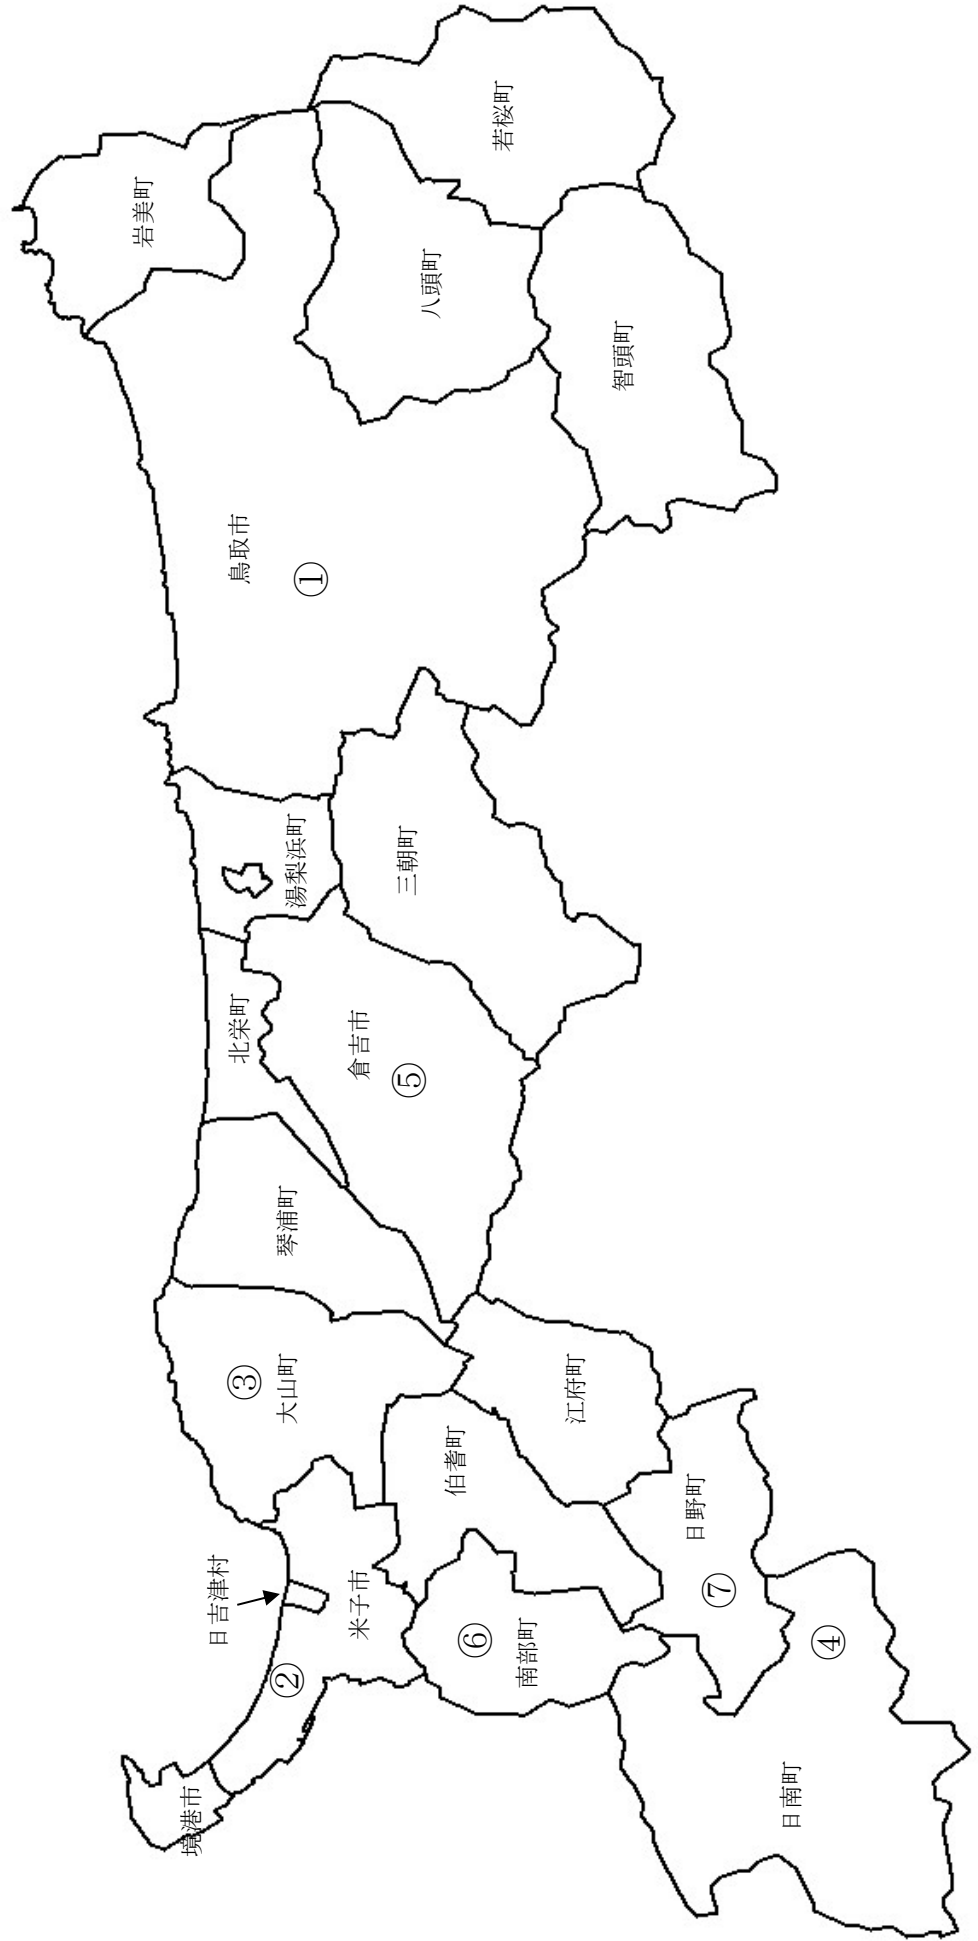 岩美町
若桜町
八頭町
智頭町
鳥取市
①
湯梨浜町
三朝町
北栄町
倉吉市
⑤
琴浦町
③
大山町
江府町
伯耆町
日野町
⑦
日吉津村
米子市
②
⑥
南部町
④
日南町
境港市